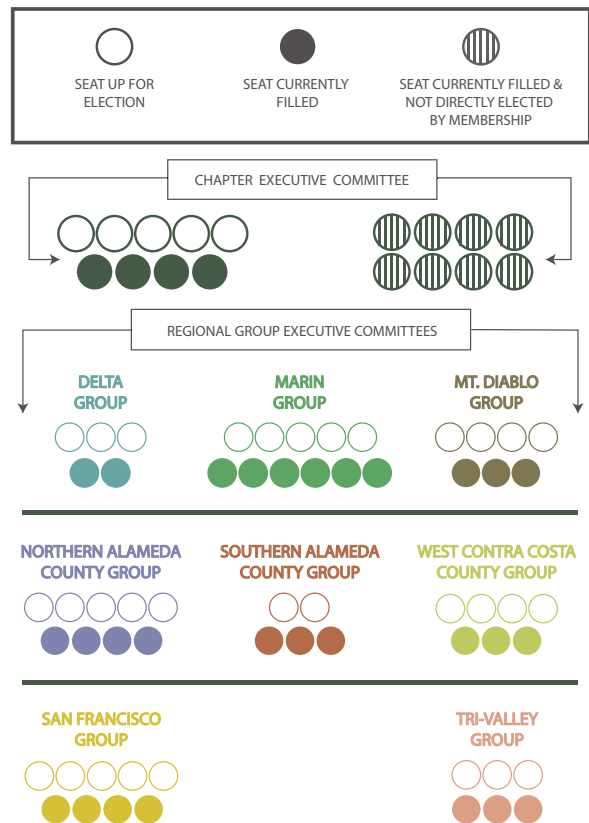 SEAT UP FOR
ELECTION
SEAT CURRENTLY
FILLED
SEAT CURRENTLY FILLED &
NOT DIRECTLY ELECTED
BY MEMBERSHIP
CHAPTER EXECUTIVE COMMITTEE
REGIONAL GROUP EXECUTIVE COMMITTEES
DELTA
GROUP
MARIN
GROUP
MT. DIABLO
GROUP
NORTHERN ALAMEDA
COUNTY GROUP
SOUTHERN ALAMEDA
COUNTY GROUP
WEST CONTRA COSTA
COUNTY GROUP
SAN FRANCISCO
GROUP
TRI-VALLEY
GROUP